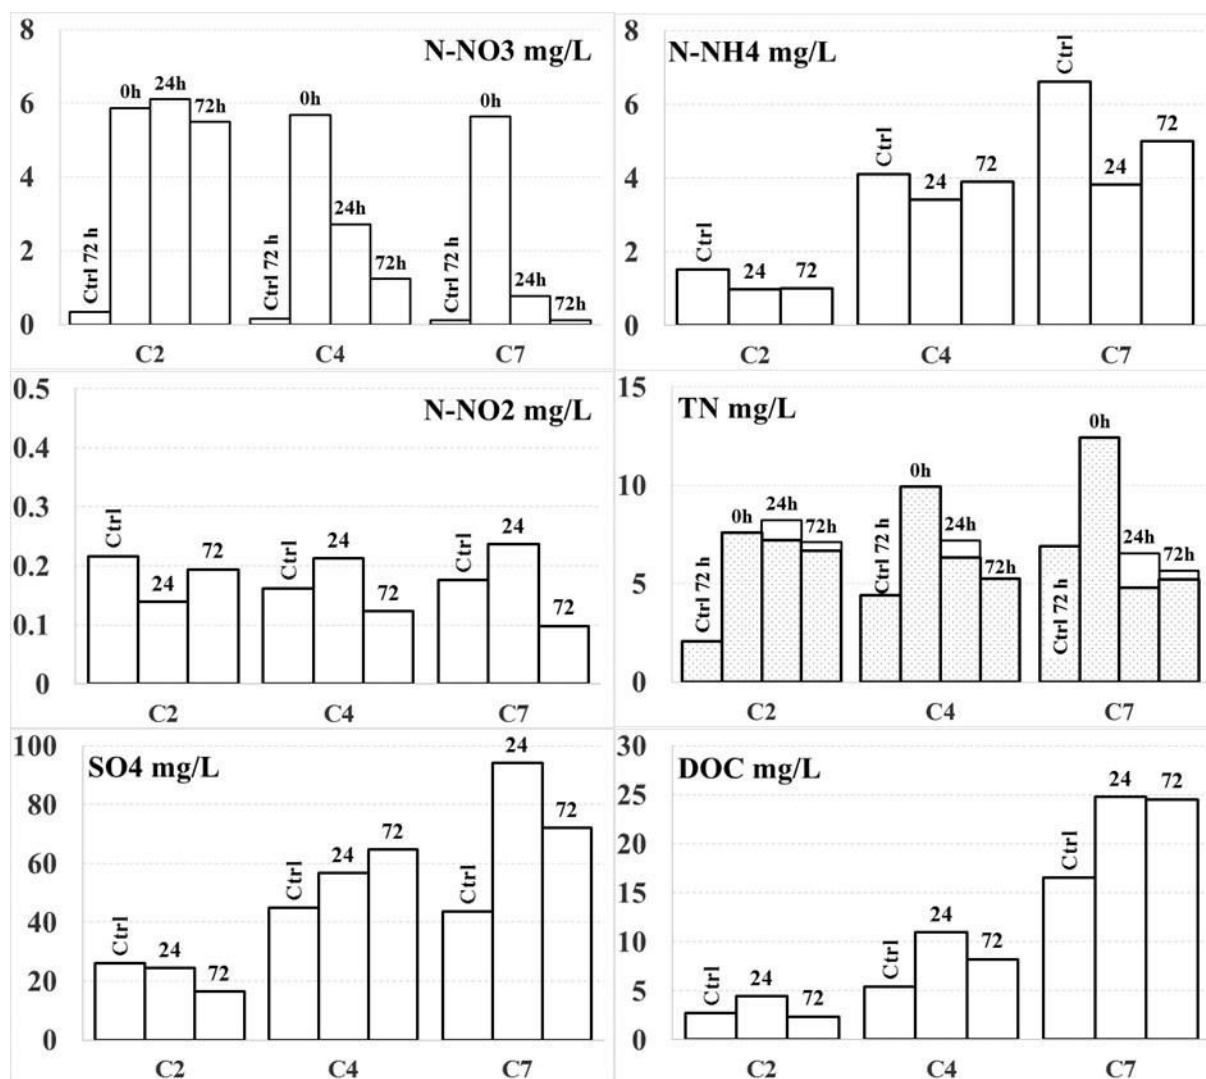 N-NO3 mg/L
8
6
4
2
0
Ctrl 72 h
0h
24h
72h
Ctrl 72 h
0h
24h
72h
Ctrl 72 h
0h
24h
72h
C2
C4
C7
N-NH4 mg/L
8
6
4
2
0
Ctrl
24
72
Ctrl
24
72
Ctrl
24
72
C2
C4
C7
N-NO2 mg/L
0.5
0.4
0.3
0.2
0.1
0
Ctrl
24
72
Ctrl
24
72
Ctrl
24
72
C2
C4
C7
TN mg/L
15
10
5
0
Ctrl 72 h
0h
24h
72h
Ctrl 72 h
0h
24h
72h
Ctrl 72 h
0h
24h
72h
C2
C4
C7
SO4 mg/L
100
80
60
40
20
0
Ctrl
24
72
Ctrl
24
72
Ctrl
24
72
C2
C4
C7
DOC mg/L
30
25
20
15
10
5
0
Ctrl
24
72
Ctrl
24
72
Ctrl
24
72
C2
C4
C7